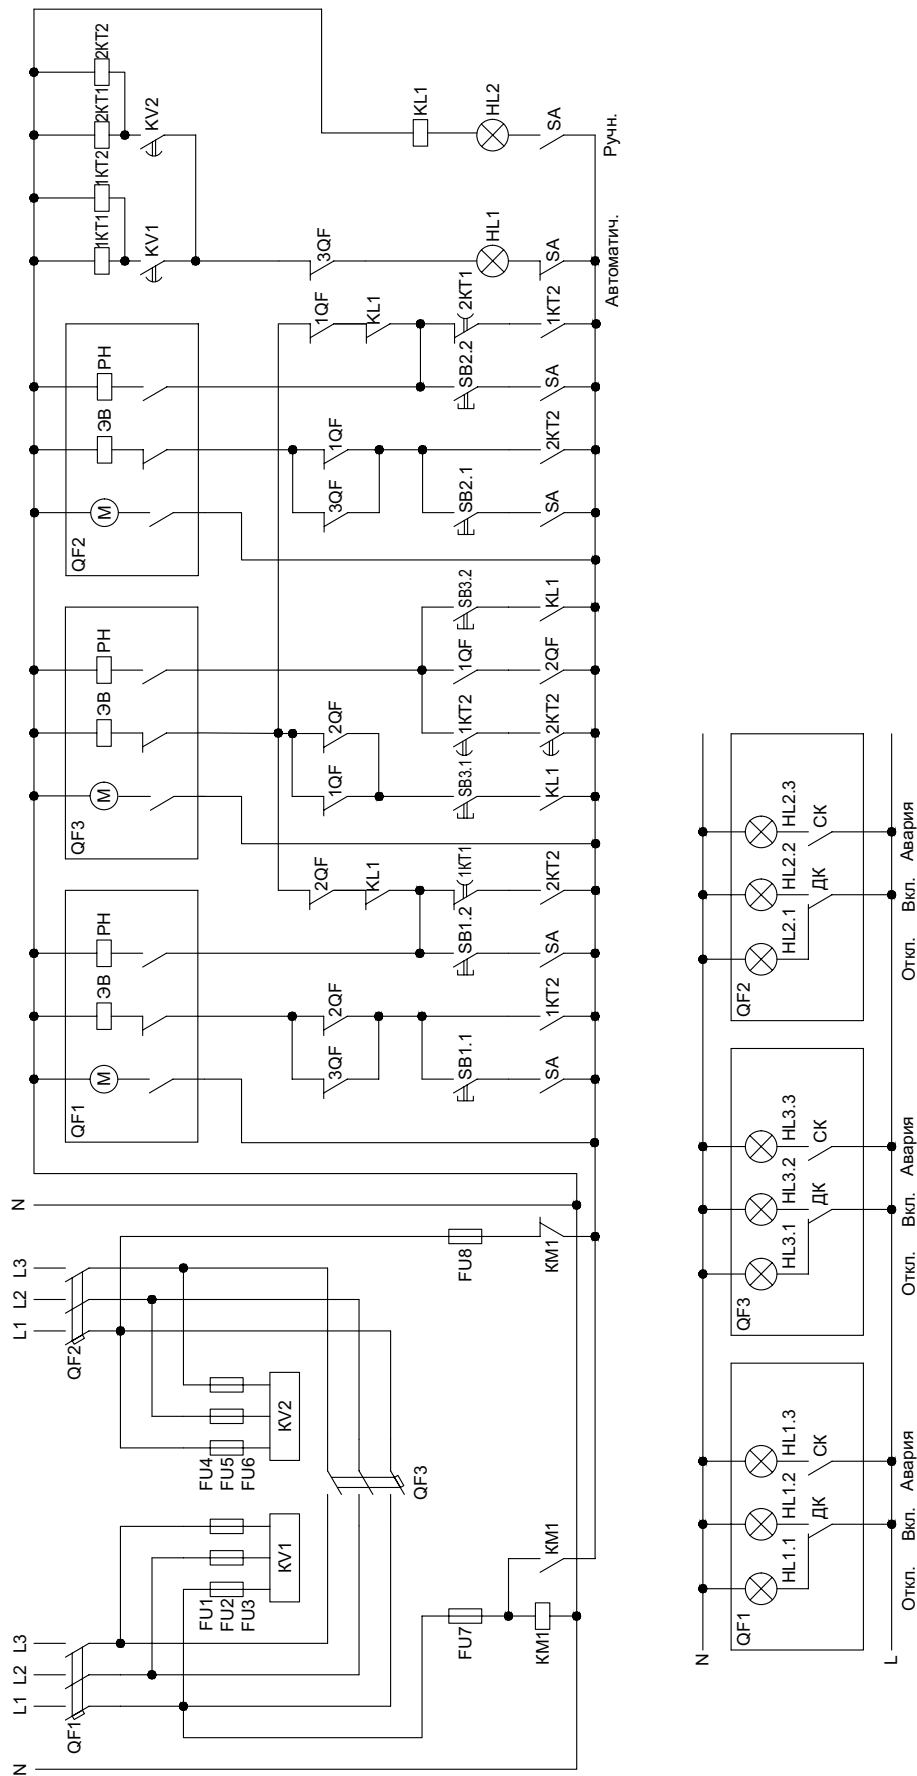 N
L1 L2 L3
QF1
FU1
FU2
FU3
KV1
L1 L2 L3
QF2
FU4
FU5
FU6
KV2
N
QF3
FU7
KM1
KM1
FU8
KM1
QF1
M
ЭВ
РН
3QF
2QF
SB1.1
SA
1KT2
SB1.2
SA
2QF
KL1
1KT1
2KT2
QF3
M
ЭВ
РН
1QF
2QF
SB3.1
KL1
1KT2
2KT2
1QF
2QF
SB3.2
KL1
QF2
M
ЭВ
РН
3QF
1QF
SB2.1
SA
2KT2
SB2.2
SA
1QF
KL1
2KT1
1KT2
1KT1
1KT2
2KT1
2KT2
KV1
KV2
3QF
HL1
SA
Автоматич.
KL1
HL2
SA
Ручн.
N
L
QF1
HL1.1
HL1.2
HL1.3
ДК
СК
Откл. Вкл. Авария
QF3
HL3.1
HL3.2
HL3.3
ДК
СК
Откл. Вкл. Авария
QF2
HL2.1
HL2.2
HL2.3
ДК
СК
Откл. Вкл. Авария